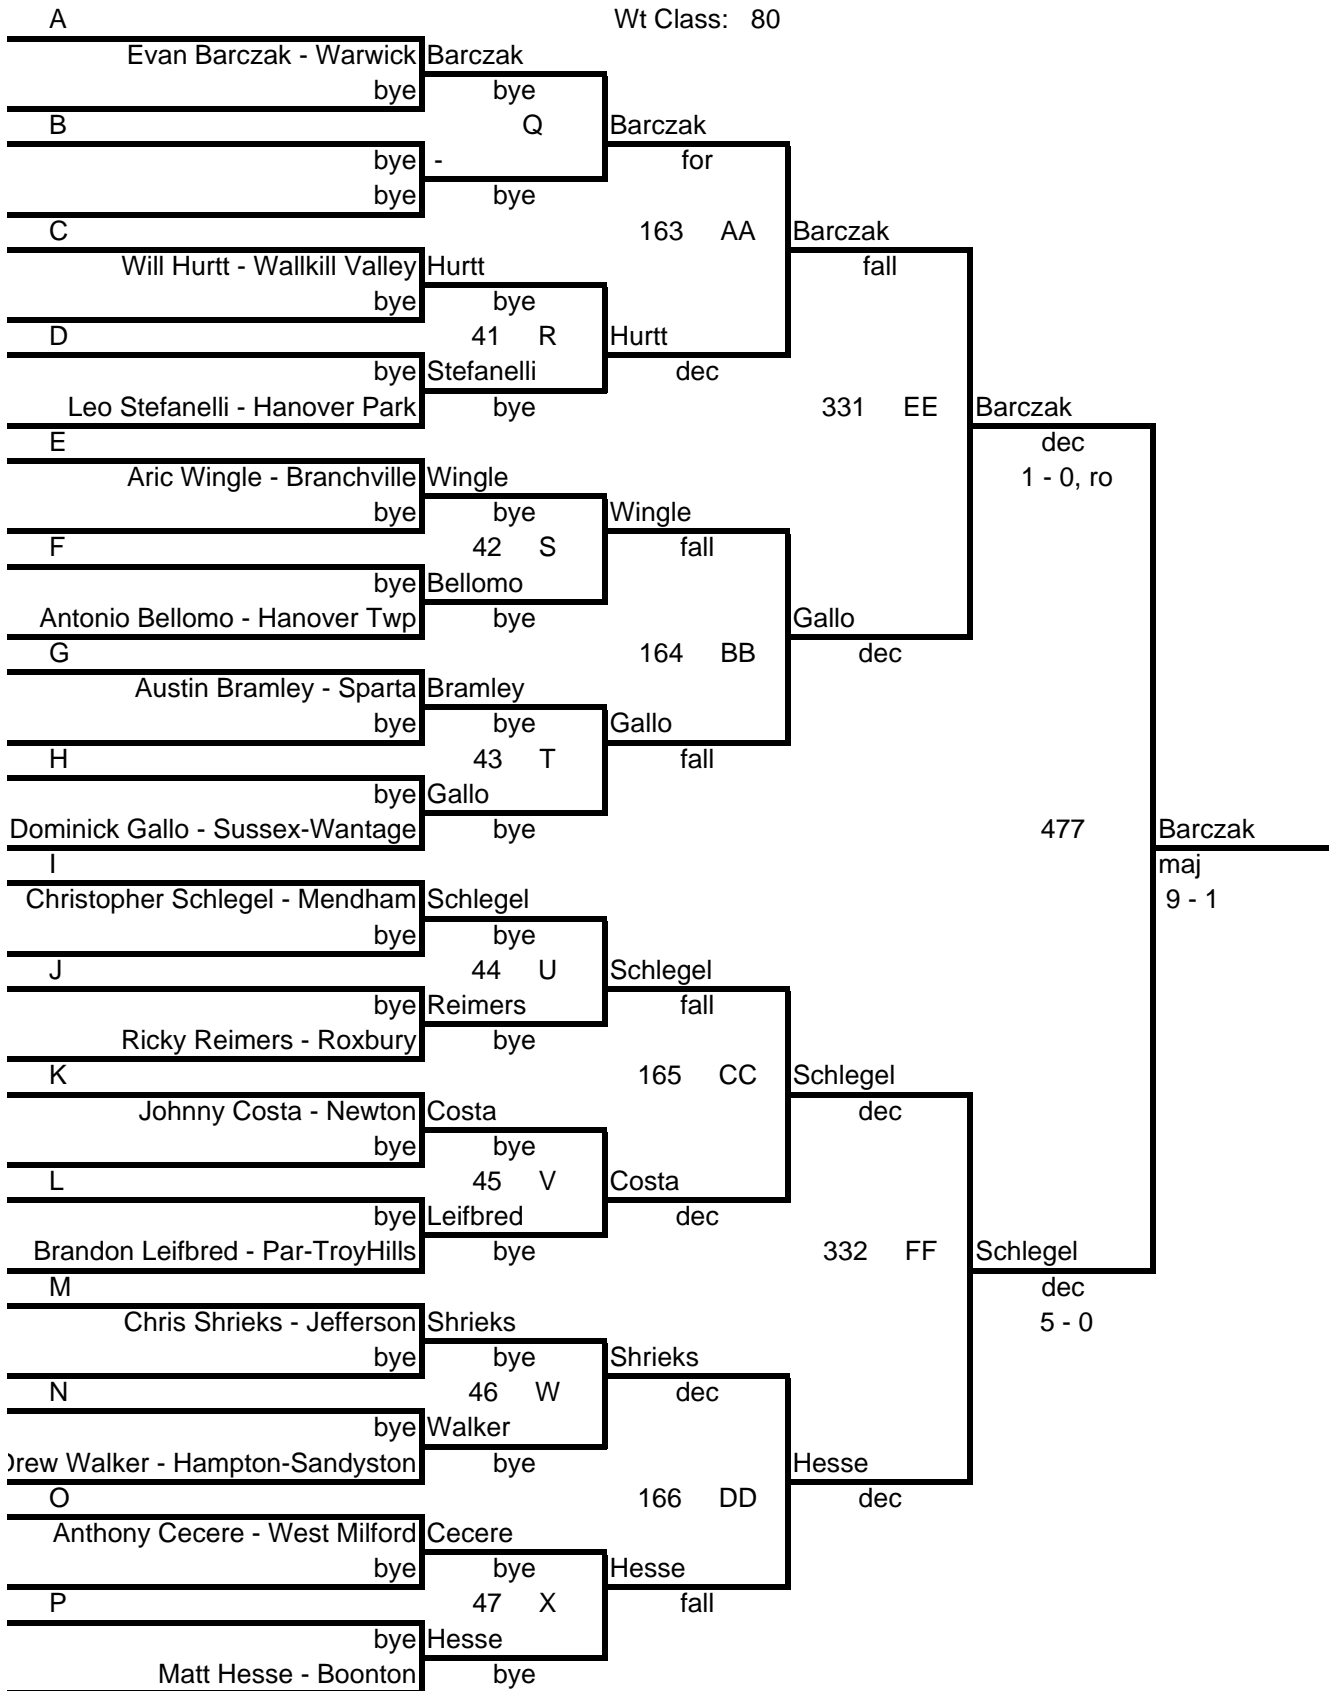 A
Wt Class: 80
Evan Barczak - Warwick Barczak
bye bye
B Q Barczak
bye - for
bye bye
C 163 AA Barczak
Will Hurtt - Wallkill Valley Hurtt fall
bye bye
D 41 R Hurtt
bye Stefanelli dec
Leo Stefanelli - Hanover Park bye 331 EE Barczak
E dec
Aric Wingle - Branchville Wingle 1 - 0, ro
bye bye Wingle
F 42 S fall
bye Bellomo
Antonio Bellomo - Hanover Twp bye Gallo
G 164 BB dec
Austin Bramley - Sparta Bramley
bye bye Gallo
H 43 T fall
bye Gallo
Dominick Gallo - Sussex-Wantage bye 477 Barczak
I maj
Christopher Schlegel - Mendham Schlegel 9 - 1
bye bye
J 44 U Schlegel
bye Reimers fall
Ricky Reimers - Roxbury bye
K 165 CC Schlegel
Johnny Costa - Newton Costa dec
bye bye
L 45 V Costa
bye Leifbred dec
Brandon Leifbred - Par-TroyHills bye 332 FF Schlegel
M dec
Chris Shrieks - Jefferson Shrieks 5 - 0
bye bye Shrieks
N 46 W dec
bye Walker
Walker - Hampton-Sandyston bye Hesse
O 166 DD dec
Anthony Cecere - West Milford Cecere
bye bye Hesse
P 47 X fall
bye Hesse
Matt Hesse - Boonton bye